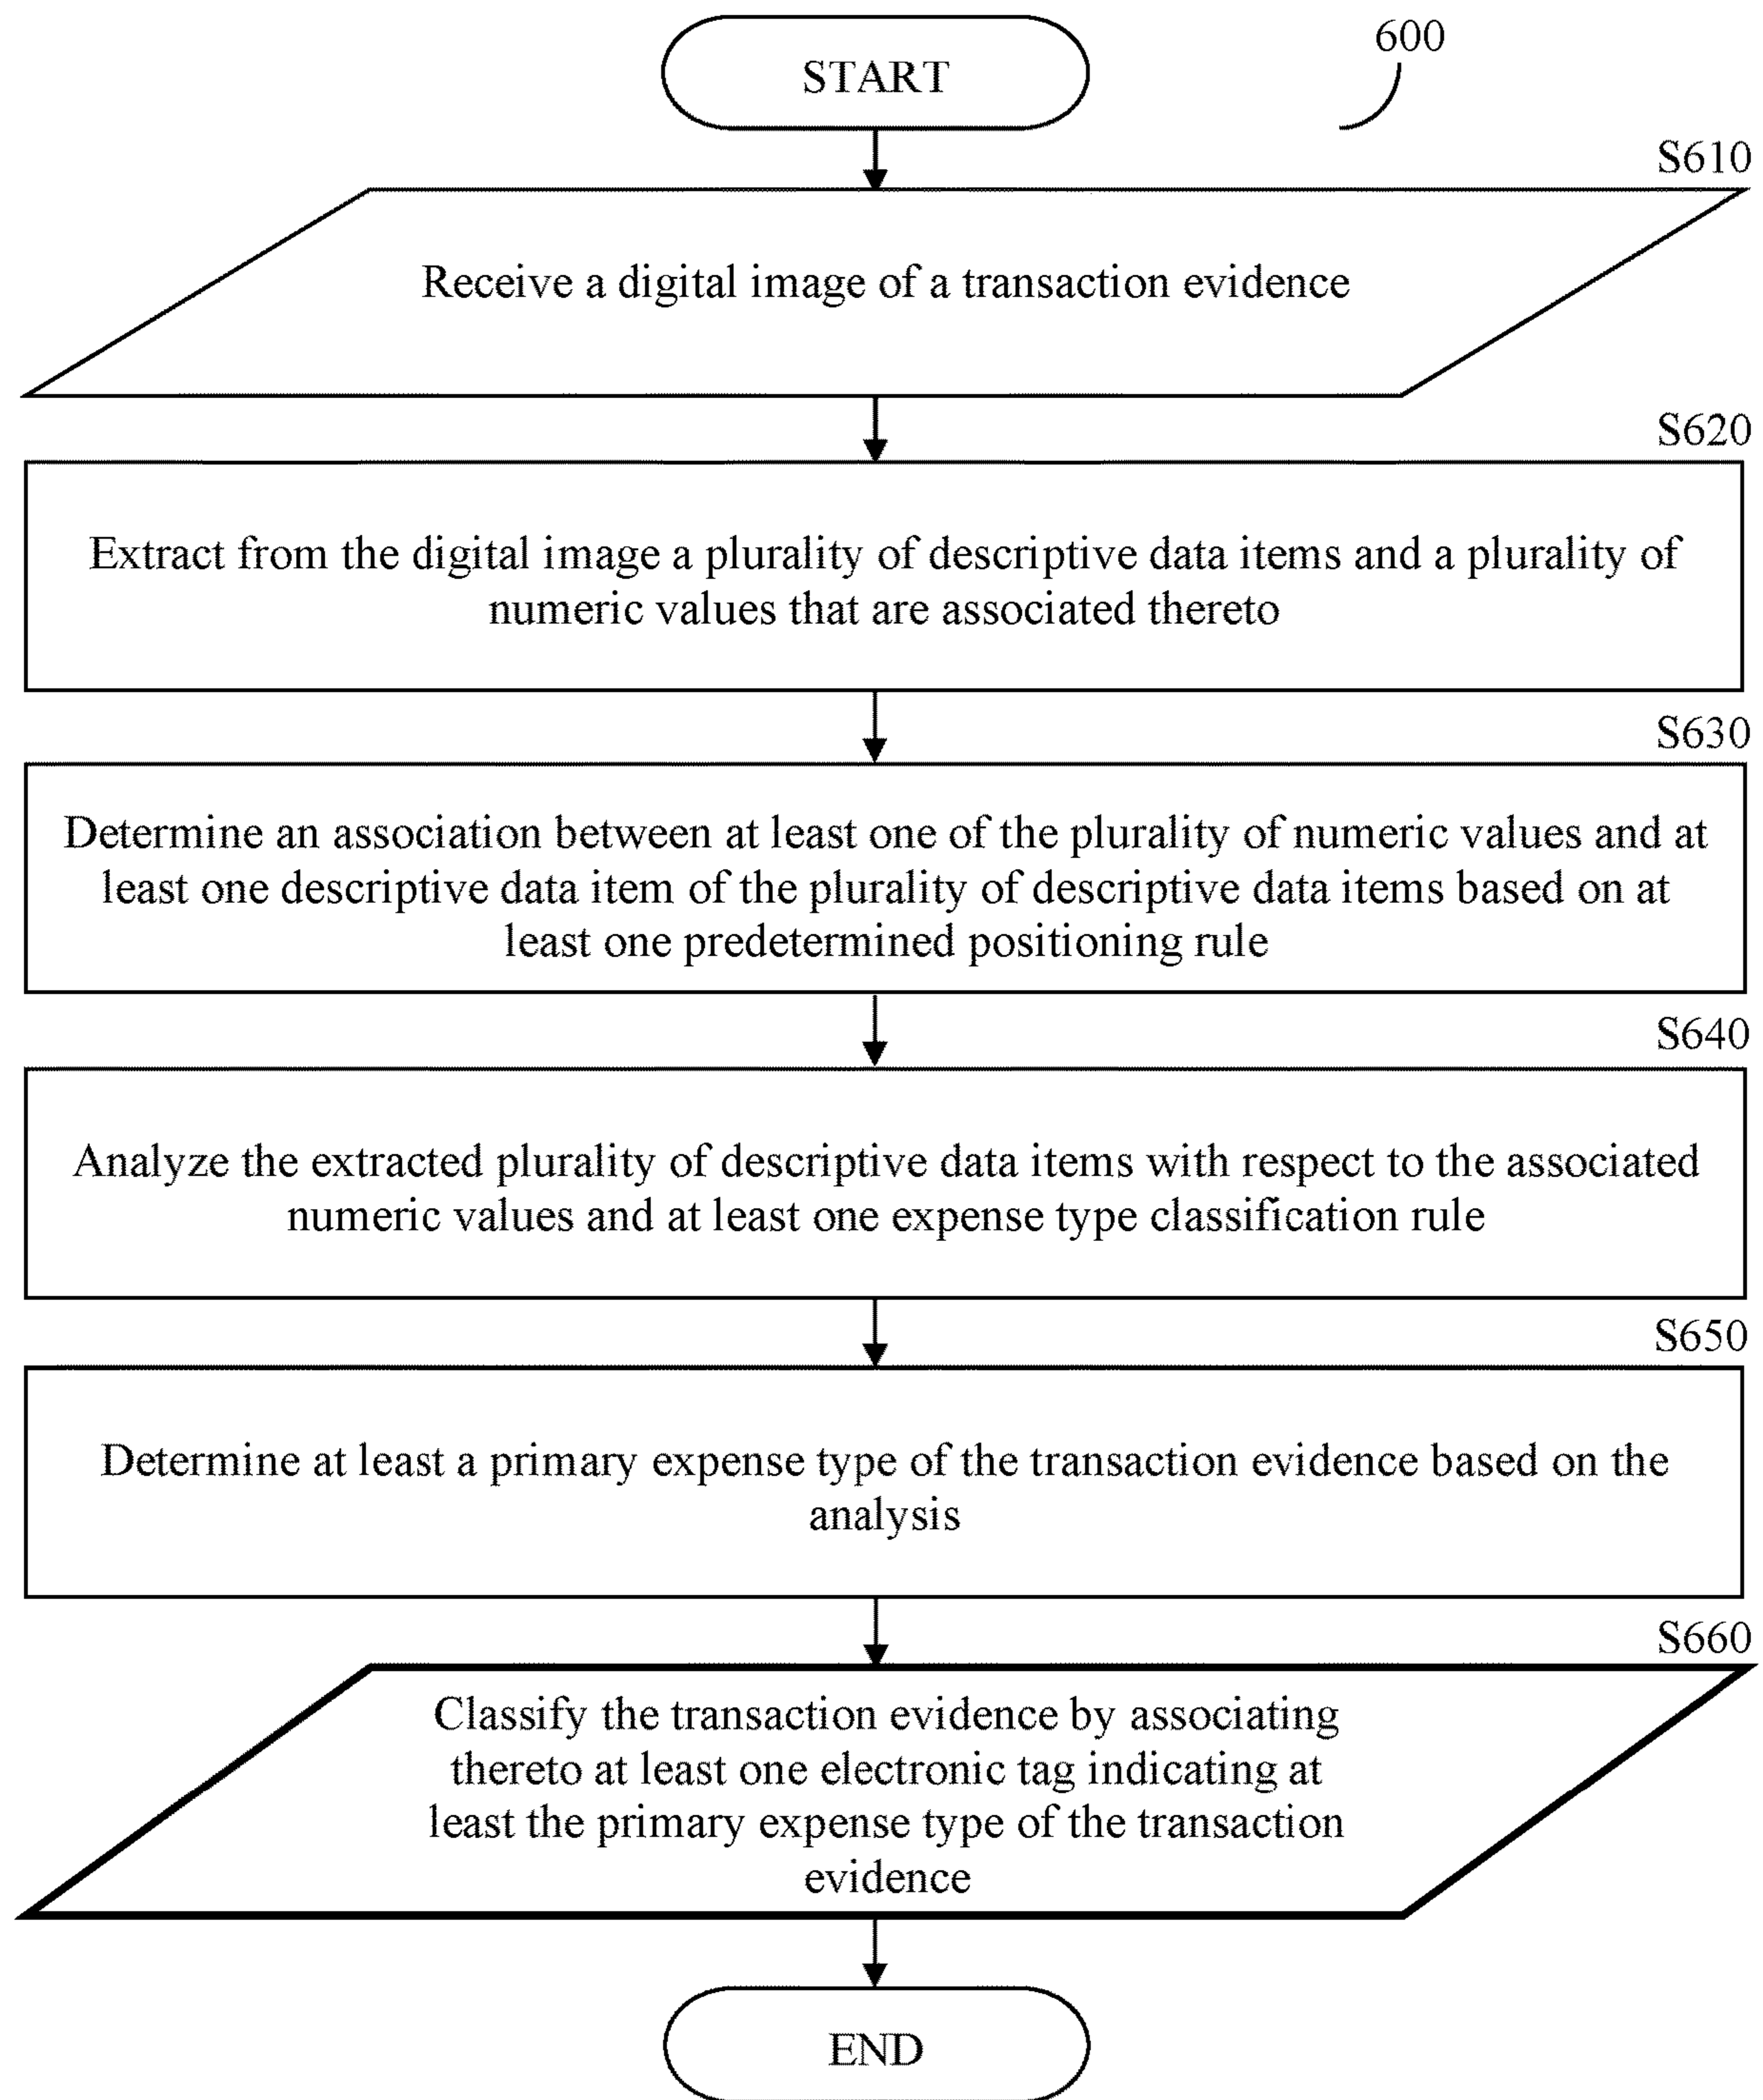 600
START
S610
Receive a digital image of a transaction evidence
S620
Extract from the digital image a plurality of descriptive data items and a plurality of
numeric values that are associated thereto
S630
Determine an association between at least one of the plurality of numeric values and at
least one descriptive data item of the plurality of descriptive data items based on at
least one predetermined positioning rule
S640
Analyze the extracted plurality of descriptive data items with respect to the associated
numeric values and at least one expense type classification rule
S650
Determine at least a primary expense type of the transaction evidence based on the
analysis
S660
Classify the transaction evidence by associating
thereto at least one electronic tag indicating at
least the primary expense type of the transaction
evidence
END